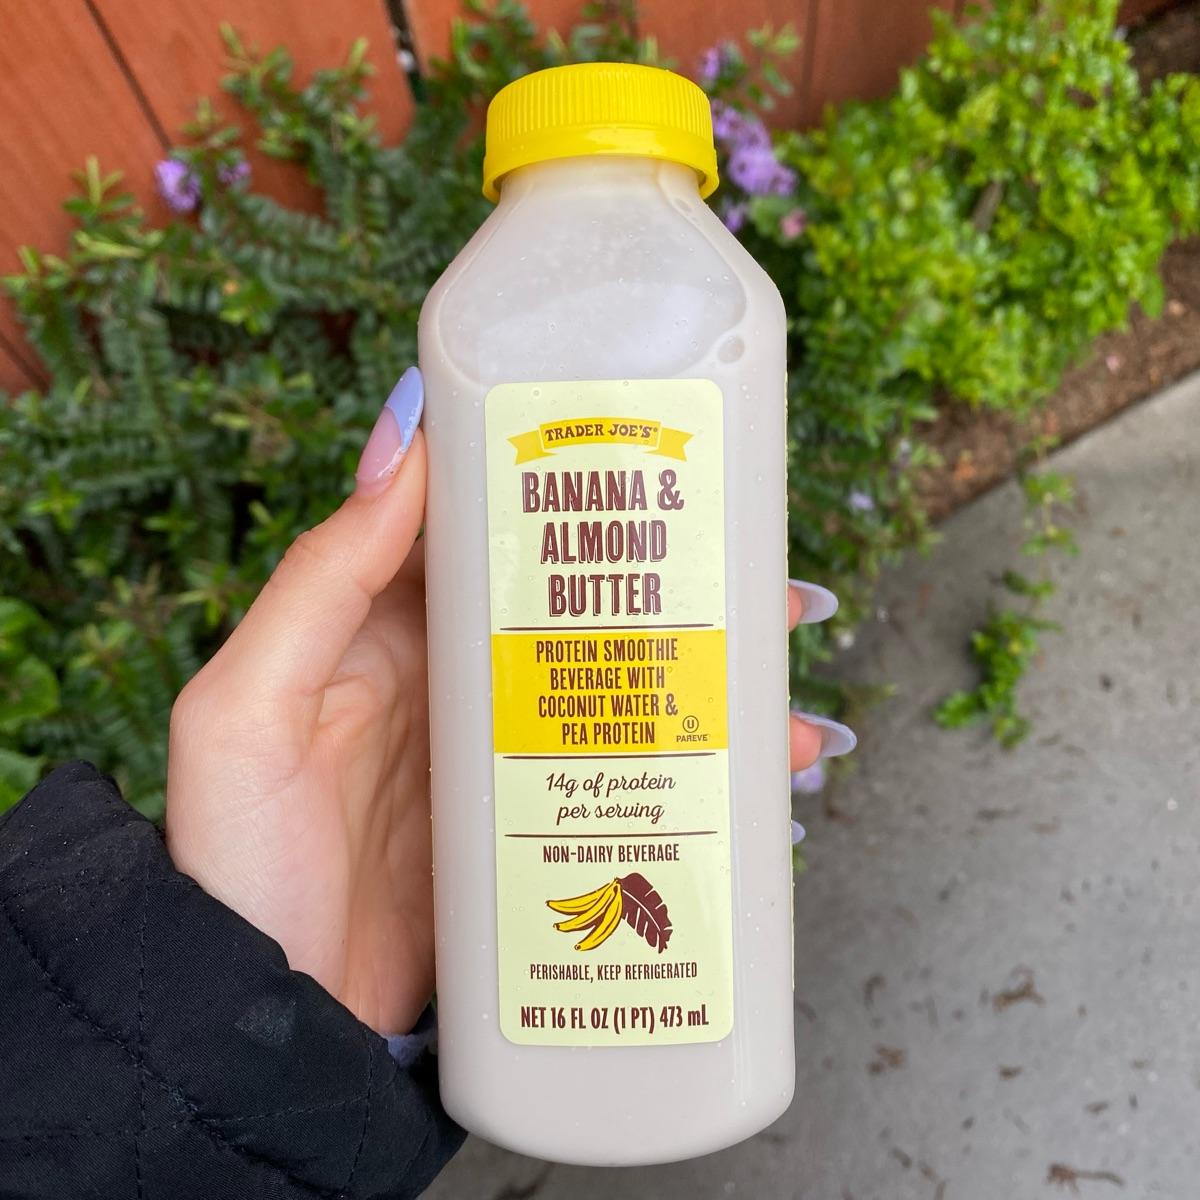 TRADER JOE'S®
BANANA &
ALMOND
BUTTER
PROTEIN SMOOTHIE
BEVERAGE WITH
COCONUT WATER &
PEA PROTEIN
U
PAREVE
14g of protein
per serving
NON-DAIRY BEVERAGE
PERISHABLE, KEEP REFRIGERATED
NET 16 FL OZ (1 PT) 473 mL